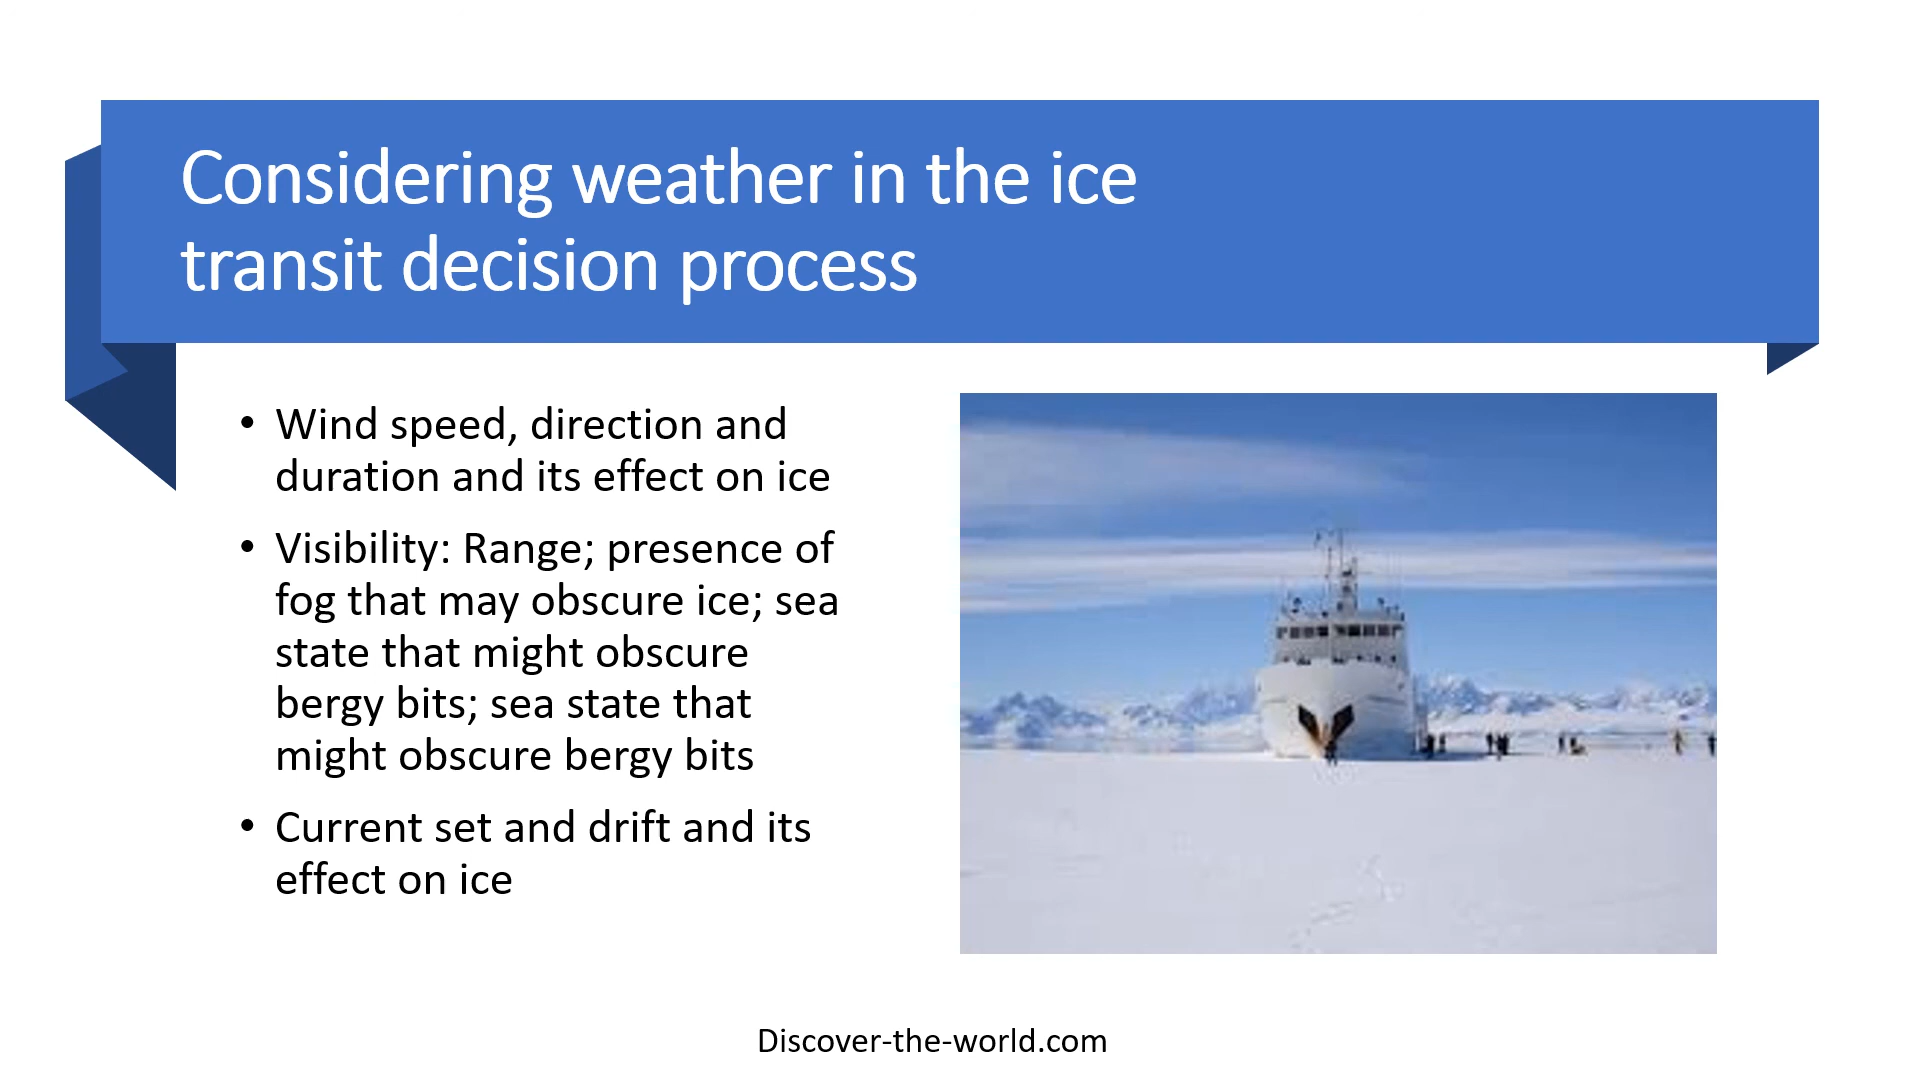 Considering weather in the ice
transit decision process
• Wind speed, direction and
duration and its effect on ice
• Visibility: Range; presence of
fog that may obscure ice; sea
state that might obscure
bergy bits; sea state that
might obscure bergy bits
• Current set and drift and its
effect on ice
Discover-the-world.com